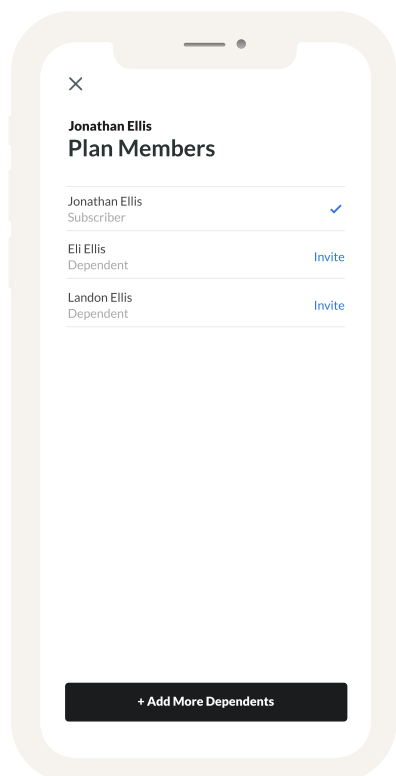 Jonathan Ellis
Plan Members
Jonathan Ellis
Subscriber
Eli Ellis
Dependent
Invite
Landon Ellis
Dependent
Invite
+ Add More Dependents